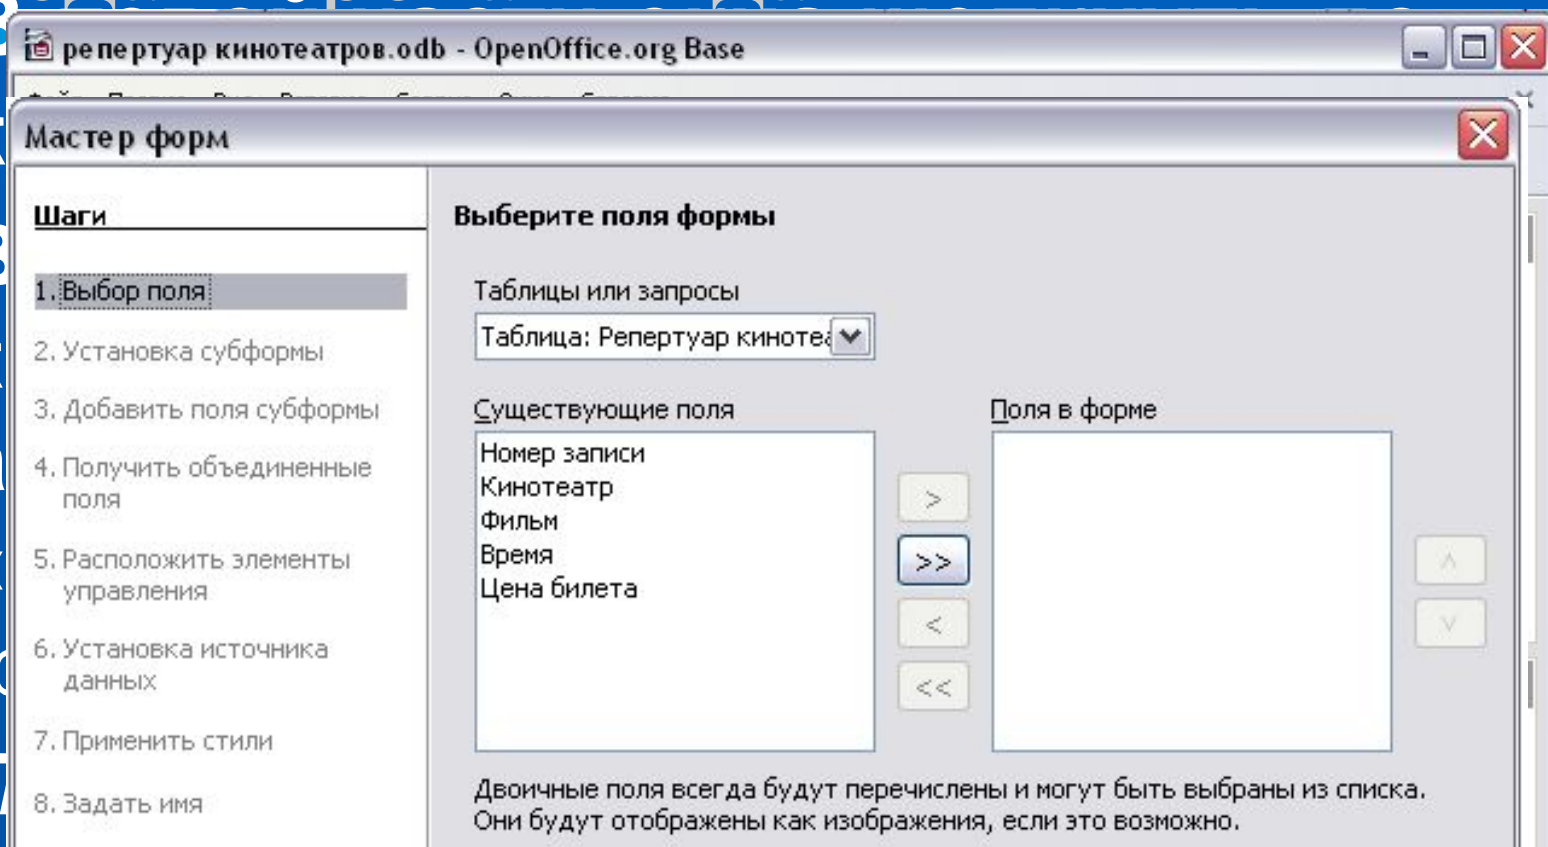 репертуар кинотеатров.odb - OpenOffice.org Base
Мастер форм
Шаги
1. Выбор поля
2. Установка субформы
3. Добавить поля субформы
4. Получить объединенные
поля
5. Расположить элементы
управления
6. Установка источника
данных
7. Применить стили
8. Задать имя
Выберите поля формы
Таблицы или запросы
Таблица: Репертуар киноте
Существующие поля
Номер записи
Кинотеатр
Фильм
Время
Цена билета
>
>>
<
<<
Поля в форме
Двоичные поля всегда будут перечислены и могут быть выбраны из списка.
Они будут отображены как изображения, если это возможно.